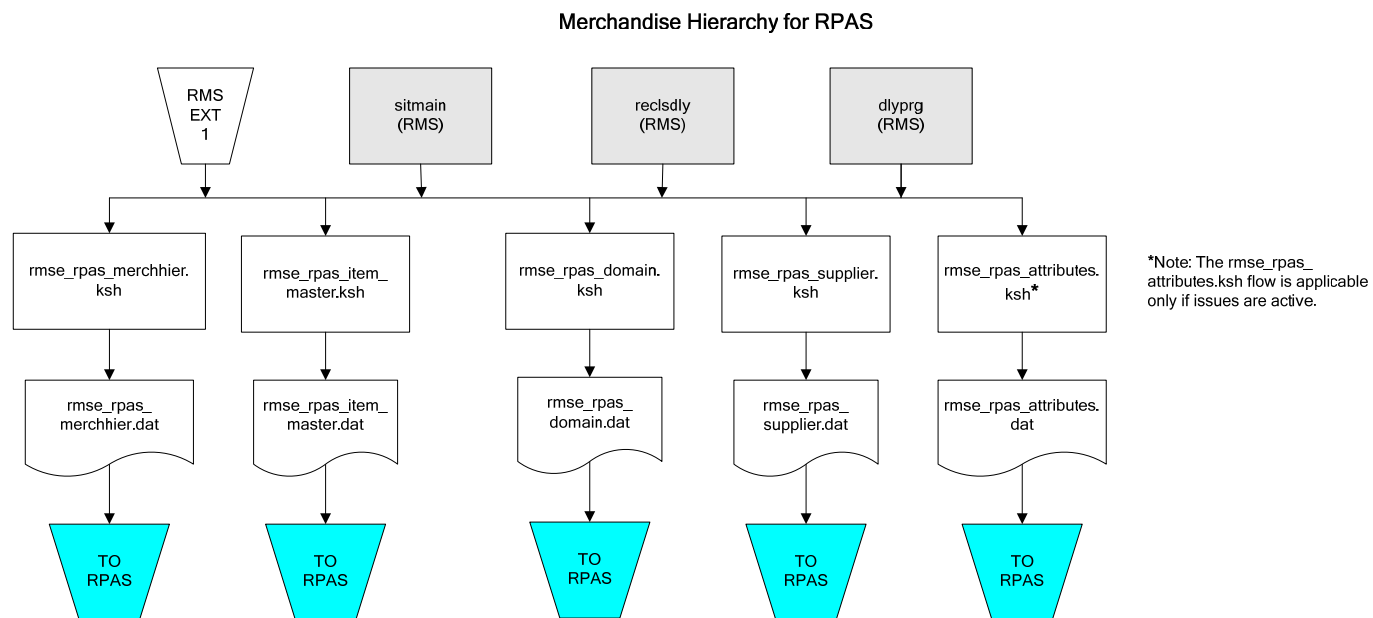 Merchandise Hierarchy for RPAS
RMS
EXT
1
sitmain
(RMS)
reclsdly
(RMS)
dlyprg
(RMS)
rmse_rpas_merchhier.
ksh
rmse_rpas_item_
master.ksh
rmse_rpas_domain.
ksh
rmse_rpas_supplier.
ksh
rmse_rpas_attributes.
ksh*
*Note: The rmse_rpas_
attributes.ksh flow is applicable
only if issues are active.
rmse_rpas_
merchhier.dat
rmse_rpas_item_
master.dat
rmse_rpas_
domain.dat
rmse_rpas_
supplier.dat
rmse_rpas_attributes.
dat
TO
RPAS
TO
RPAS
TO
RPAS
TO
RPAS
TO
RPAS